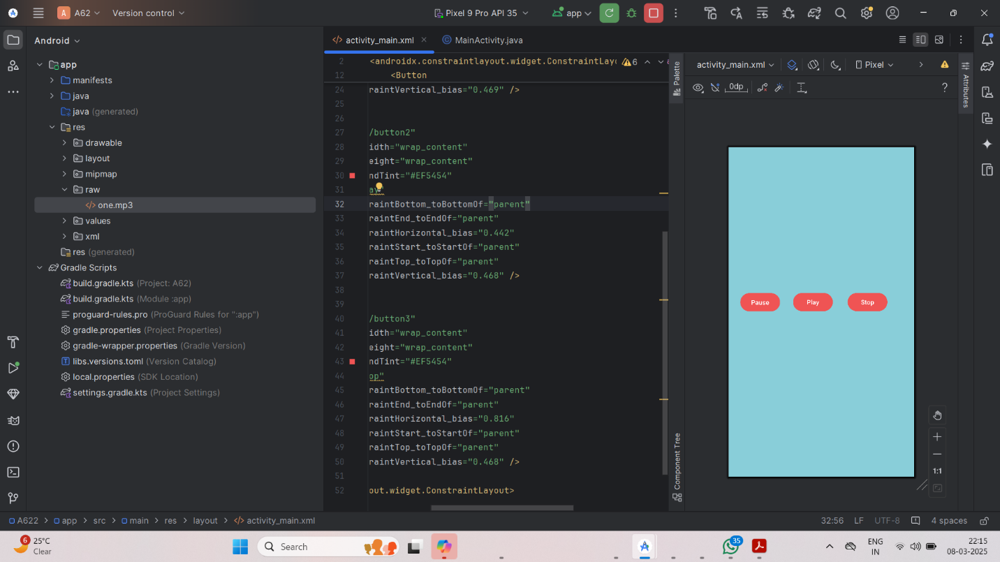 A A62 Version control Pixel 9 Pro API 35 app
Android
app
manifests
java
java (generated)
res
drawable
layout
mipmap
raw
one.mp3
values
xml
res (generated)
Gradle Scripts
build.gradle.kts (Project: A62)
build.gradle.kts (Module :app)
proguard-rules.pro (ProGuard Rules for ":app")
gradle.properties (Project Properties)
gradle-wrapper.properties (Gradle Version)
libs.versions.toml (Version Catalog)
local.properties (SDK Location)
settings.gradle.kts (Project Settings)
activity_main.xml MainActivity.java
2 <androidx.constraintlayout.widget.ConstraintLay 6
12 <Button
24 raintVertical_bias="0.469" />
25
26
27 /button2"
28 idth="wrap_content"
29 eight="wrap_content"
30 ndTint="#EF5454"
31 ay"
32 raintBottom_toBottomOf="parent"
33 raintEnd_toEndOf="parent"
34 raintHorizontal_bias="0.442"
35 raintStart_toStartOf="parent"
36 raintTop_toTopOf="parent"
37 raintVertical_bias="0.468" />
38
39
40 /button3"
41 idth="wrap_content"
42 eight="wrap_content"
43 ndTint="#EF5454"
44 op"
45 raintBottom_toBottomOf="parent"
46 raintEnd_toEndOf="parent"
47 raintHorizontal_bias="0.816"
48 raintStart_toStartOf="parent"
49 raintTop_toTopOf="parent"
50 raintVertical_bias="0.468" />
51
52 out.widget.ConstraintLayout>
Palette
Component Tree
activity_main.xml Pixel
0dp ?
Attributes
Pause Play Stop
1:1
A622 > app > src > main > res > layout > activity_main.xml 32:56 LF UTF-8 4 spaces
6 25°C
Clear
Search
35
ENG
IN
22:15
08-03-2025